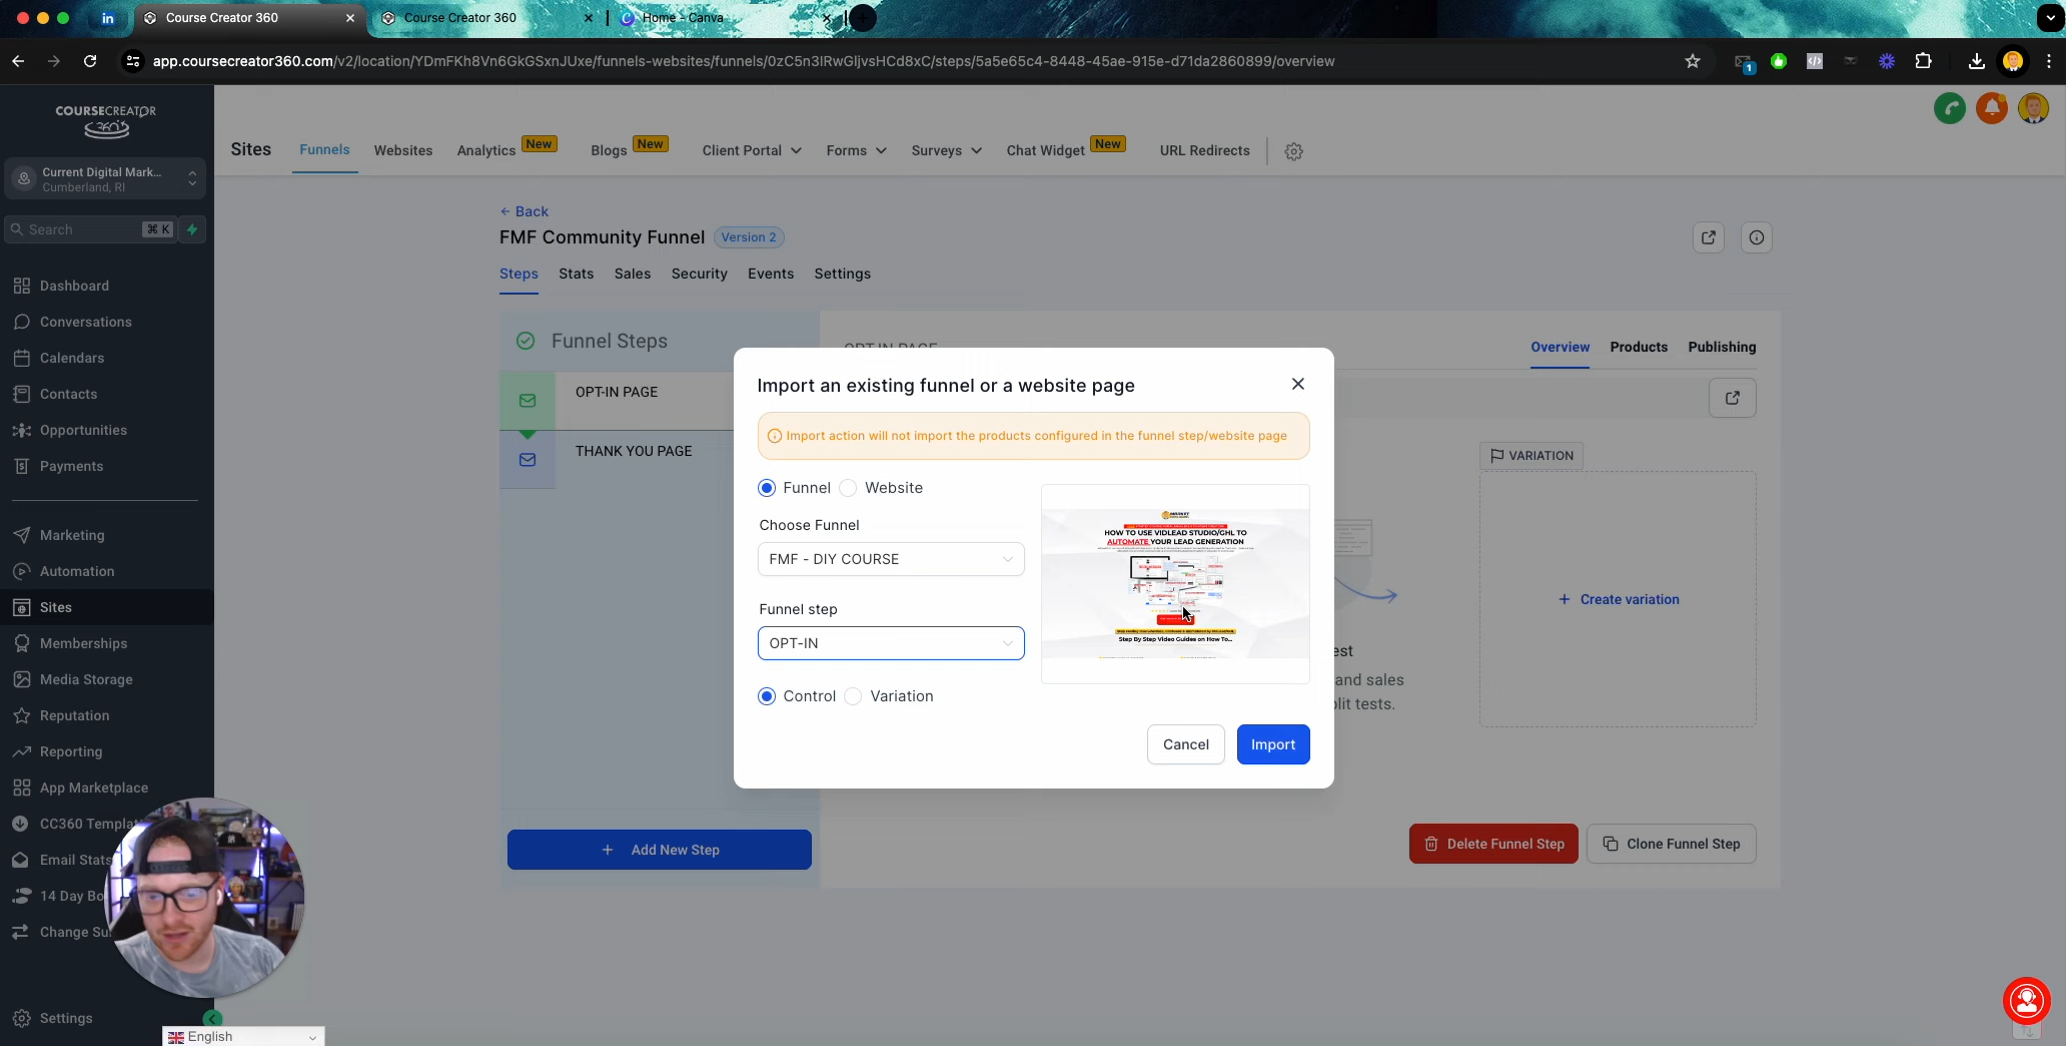 Course Creator 360
Course Creator 360
Home - Canva
app.coursecreator360.com/v2/location/YDmFKh8Vn6GkGSxnJUxe/funnels-websites/funnels/0zC5n3lRwGljvsHCd8xC/steps/5a5e65c4-8448-45ae-915e-d71da2860899/overview
1
COURSECREATOR
360
Current Digital Mark...
Cumberland, RI
Search
⌘ K
Dashboard
Conversations
Calendars
Contacts
Opportunities
Payments
Marketing
Automation
Sites
Memberships
Media Storage
Reputation
Reporting
App Marketplace
CC360 Templat
Email Stats
14 Day Bo
Change Su
Settings
English
Sites
Funnels
Websites
Analytics
New
Blogs
New
Client Portal
Forms
Surveys
Chat Widget
New
URL Redirects
← Back
FMF Community Funnel
Version 2
Steps
Stats
Sales
Security
Events
Settings
Funnel Steps
OPT-IN PAGE
THANK YOU PAGE
+ Add New Step
OPT-IN PAGE
Overview
Products
Publishing
VARIATION
+ Create variation
est
and sales
lit tests.
Delete Funnel Step
Clone Funnel Step
Import an existing funnel or a website page
Import action will not import the products configured in the funnel step/website page
Funnel
Website
Choose Funnel
FMF - DIY COURSE
Funnel step
OPT-IN
Control
Variation
HOW TO USE VIDLEAD STUDIO/GHL TO
AUTOMATE YOUR LEAD GENERATION
Step By Step Video Guides on How To...
Cancel
Import